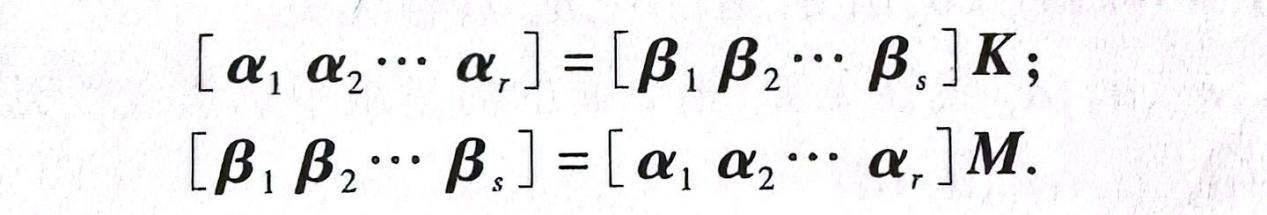 [α₁ α₂ ⋯ αᵣ] = [β₁ β₂ ⋯ βₛ]K;
[β₁ β₂ ⋯ βₛ] = [α₁ α₂ ⋯ αᵣ]M.